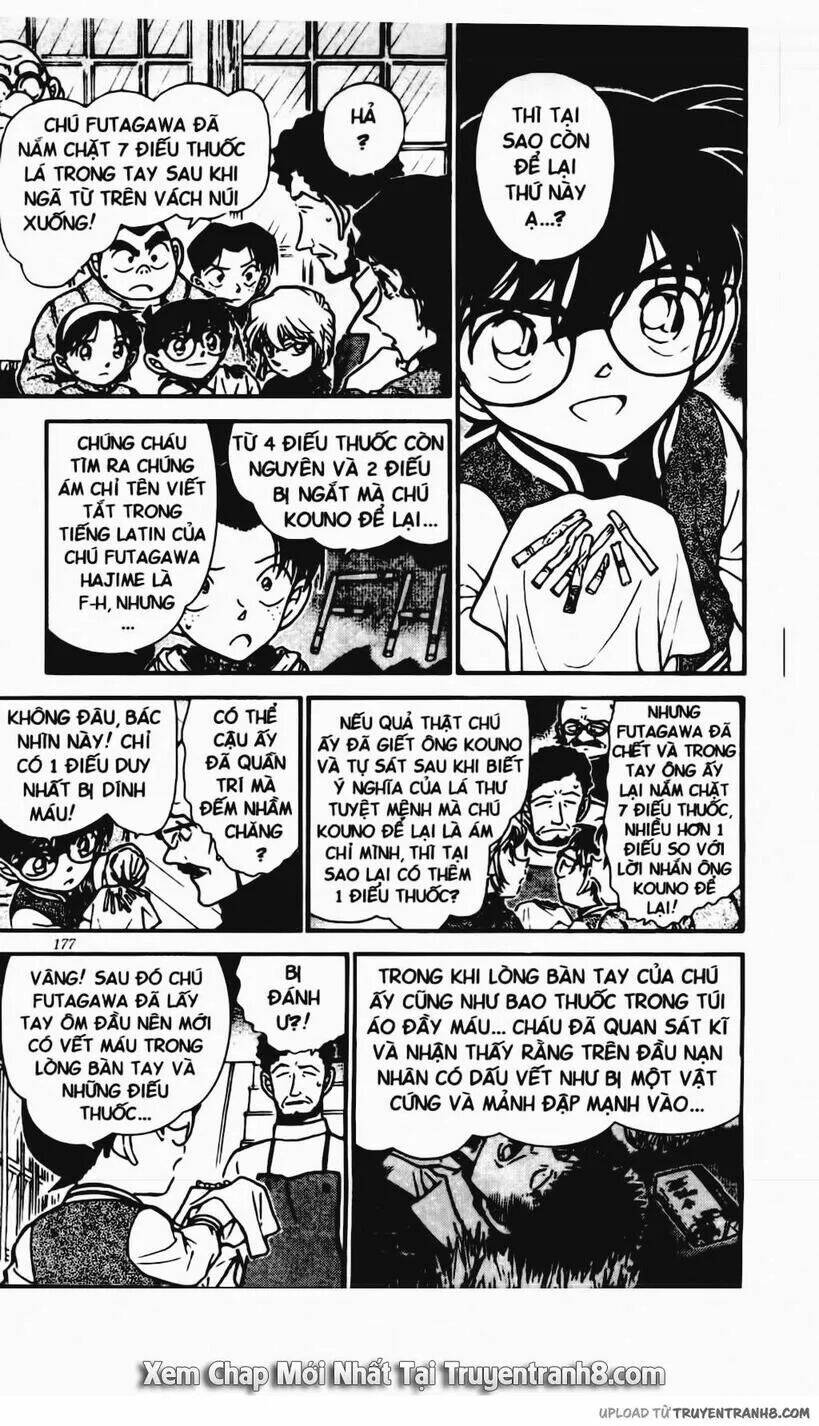 THÌ TẠI
SAO CÒN
ĐỂ LẠI
THỨ NÀY
Ạ...?
HẢ
?
CHÚ FUTAGAWA ĐÃ
NẮM CHẶT 7 ĐIẾU THUỐC
LÁ TRONG TAY SAU KHI
NGÃ TỪ TRÊN VÁCH NÚI
XUỐNG!
TỪ 4 ĐIẾU THUỐC CÒN
NGUYÊN VÀ 2 ĐIẾU
BỊ NGẮT MÀ CHÚ
KOUNO ĐỂ LẠI...
CHÚNG CHÁU
TÌM RA CHÚNG
ÁM CHỈ TÊN VIẾT
TẮT TRONG
TIẾNG LATIN CỦA
CHÚ FUTAGAWA
HAJIME LÀ
F-H, NHƯNG
...
NHƯNG
FUTAGAWA ĐÃ
CHẾT VÀ TRONG
TAY ÔNG ẤY
LẠI NẮM CHẶT
7 ĐIẾU THUỐC,
NHIỀU HƠN 1
ĐIẾU SO VỚI
LỜI NHẮN ÔNG
KOUNO ĐỂ
LẠI!
NẾU QUẢ THẬT CHÚ
ẤY ĐÃ GIẾT ÔNG KOUNO
VÀ TỰ SÁT SAU KHI BIẾT
Ý NGHĨA CỦA LÁ THƯ
TUYỆT MỆNH MÀ CHÚ
KOUNO ĐỂ LẠI LÀ ÁM
CHỈ MÌNH, THÌ TẠI
SAO LẠI CÓ THÊM
1 ĐIẾU THUỐC?
CÓ THỂ
CẬU ẤY
ĐÃ QUẪN
TRÍ MÀ
ĐẾM NHẦM
CHĂNG
?
KHÔNG ĐÂU, BÁC
NHÌN NÀY! CHỈ
CÓ 1 ĐIẾU DUY
NHẤT BỊ DÍNH
MÁU!
177
TRONG KHI LÒNG BÀN TAY CỦA CHÚ
ẤY CŨNG NHƯ BAO THUỐC TRONG TÚI
ÁO ĐẦY MÁU... CHÁU ĐÃ QUAN SÁT KĨ
VÀ NHẬN THẤY RẰNG TRÊN ĐẦU NẠN
NHÂN CÓ DẤU VẾT NHƯ BỊ MỘT VẬT
CỨNG VÀ MẢNH ĐẬP MẠNH VÀO...
BỊ
ĐÁNH
Ư?!
VÂNG! SAU ĐÓ CHÚ
FUTAGAWA ĐÃ LẤY
TAY ÔM ĐẦU NÊN MỚI
CÓ VẾT MÁU TRONG
LÒNG BÀN TAY VÀ
NHỮNG ĐIẾU
THUỐC...
Xem Chap Mới Nhất Tại Truyentranh8.com
UPLOAD TỪ TRUYENTRANH8.COM